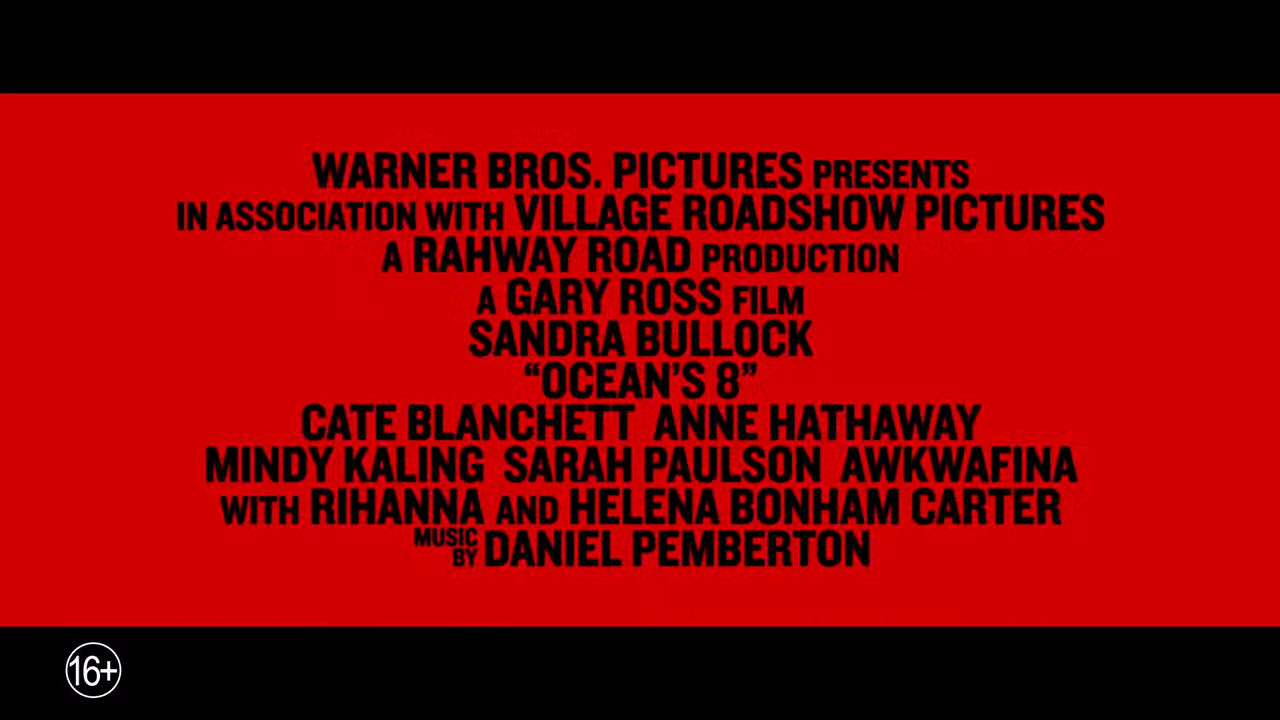 WARNER BROS. PICTURES PRESENTS
IN ASSOCIATION WITH VILLAGE ROADSHOW PICTURES
A RAHWAY ROAD PRODUCTION
A GARY ROSS FILM
SANDRA BULLOCK
“OCEAN’S 8”
CATE BLANCHETT ANNE HATHAWAY
MINDY KALING SARAH PAULSON AWKWAFINA
WITH RIHANNA AND HELENA BONHAM CARTER
MUSIC BY DANIEL PEMBERTON
16+